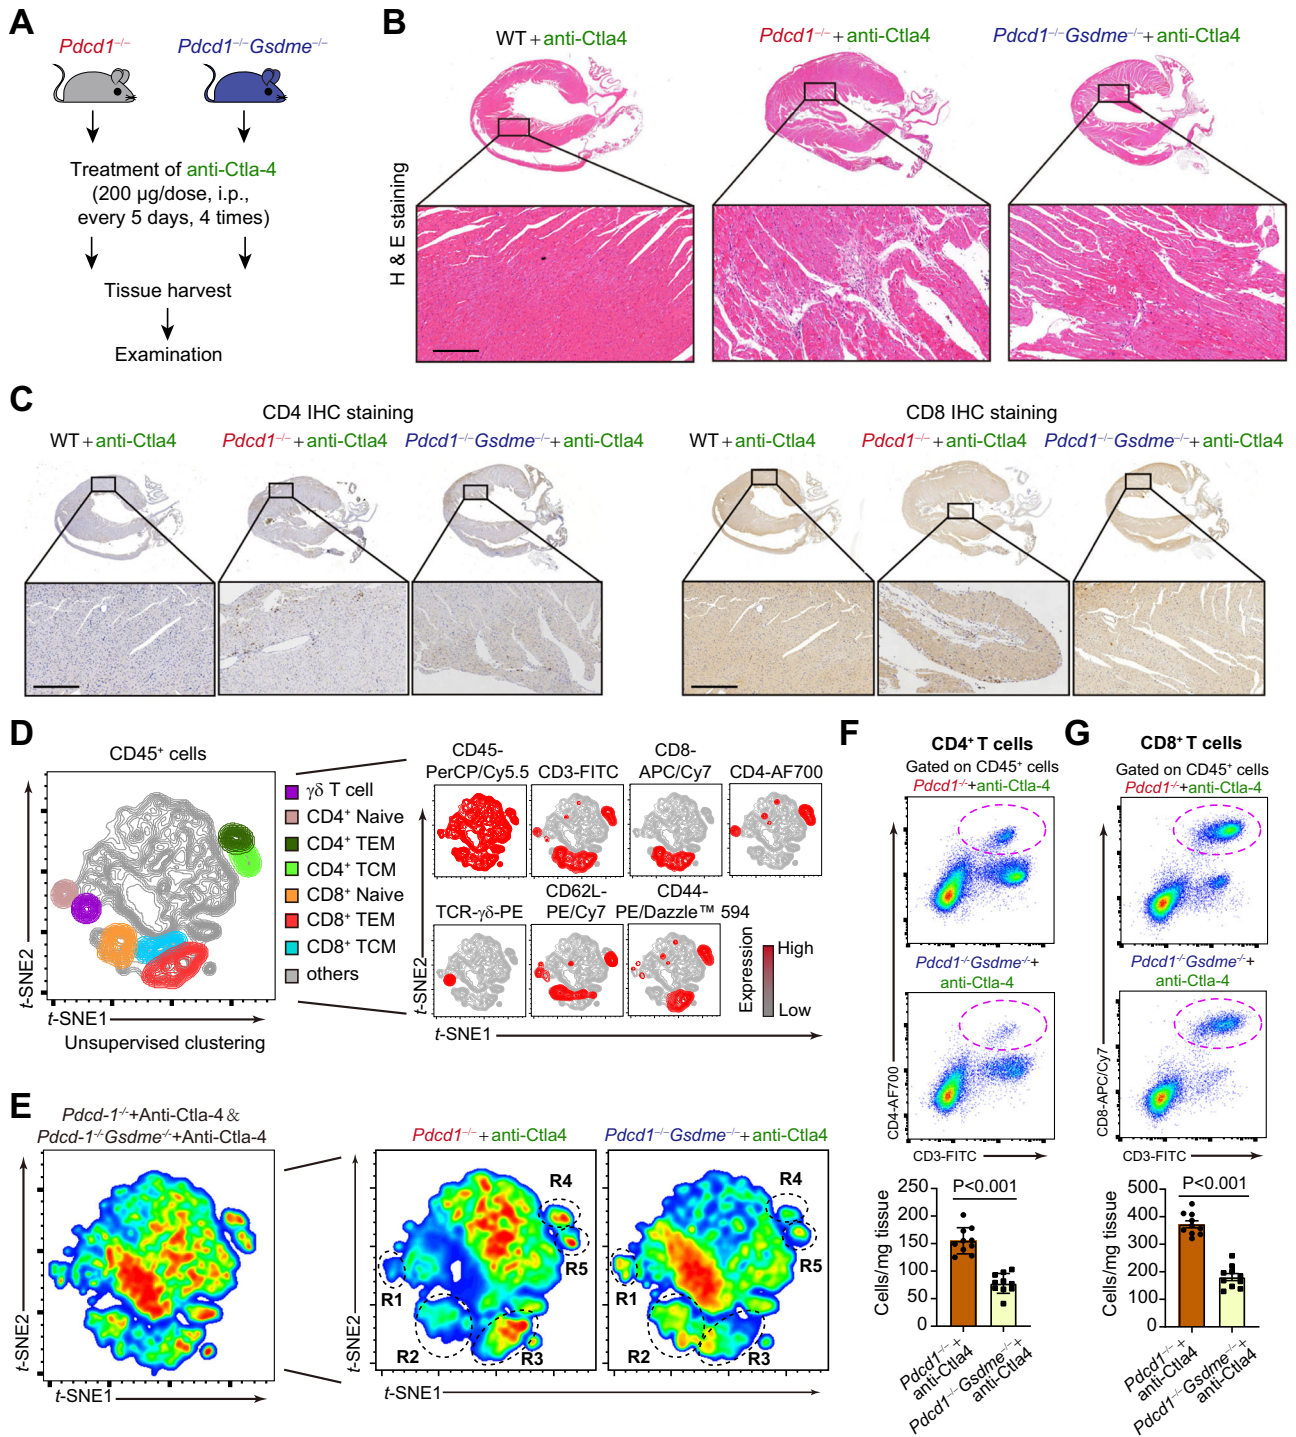 A
Pdcd1⁻/⁻ Pdcd1⁻/⁻Gsdme⁻/⁻
Treatment of anti-Ctla-4
(200 µg/dose, i.p.,
every 5 days, 4 times)
Tissue harvest
Examination
B
WT + anti-Ctla4 Pdcd1⁻/⁻ + anti-Ctla4 Pdcd1⁻/⁻Gsdme⁻/⁻ + anti-Ctla4
H & E staining
C
CD4 IHC staining
WT + anti-Ctla4 Pdcd1⁻/⁻ + anti-Ctla4 Pdcd1⁻/⁻Gsdme⁻/⁻ + anti-Ctla4
CD8 IHC staining
WT + anti-Ctla4 Pdcd1⁻/⁻ + anti-Ctla4 Pdcd1⁻/⁻Gsdme⁻/⁻ + anti-Ctla4
D
CD45⁺ cells
t-SNE2
t-SNE1
Unsupervised clustering
γδ T cell
CD4⁺ Naive
CD4⁺ TEM
CD4⁺ TCM
CD8⁺ Naive
CD8⁺ TEM
CD8⁺ TCM
others
CD45-
PerCP/Cy5.5
CD3-FITC
CD8-
APC/Cy7
CD4-AF700
TCR-γδ-PE
CD62L-
PE/Cy7
CD44-
PE/Dazzle™ 594
Expression
High
Low
t-SNE2
t-SNE1
E
Pdcd-1⁻/⁻+Anti-Ctla-4 &
Pdcd-1⁻/⁻Gsdme⁻/⁻+Anti-Ctla-4
t-SNE2
t-SNE1
Pdcd1⁻/⁻ + anti-Ctla4 Pdcd1⁻/⁻Gsdme⁻/⁻ + anti-Ctla4
R4
R5
R1
R2
R3
R4
R5
R1
R2
R3
t-SNE2
t-SNE1
F
CD4⁺ T cells
Gated on CD45⁺ cells
Pdcd1⁻/⁻+anti-Ctla-4
Pdcd1⁻/⁻Gsdme⁻/⁻+
anti-Ctla-4
CD4-AF700
CD3-FITC
P<0.001
Cells/mg tissue
250
200
150
100
50
0
Pdcd1⁻/⁻ +
anti-Ctla4
Pdcd1⁻/⁻Gsdme⁻/⁻+
anti-Ctla4
G
CD8⁺ T cells
Gated on CD45⁺ cells
Pdcd1⁻/⁻+anti-Ctla-4
Pdcd1⁻/⁻Gsdme⁻/⁻+
anti-Ctla-4
CD8-APC/Cy7
CD3-FITC
P<0.001
Cells/mg tissue
500
400
300
200
100
0
Pdcd1⁻/⁻ +
anti-Ctla4
Pdcd1⁻/⁻Gsdme⁻/⁻+
anti-Ctla4